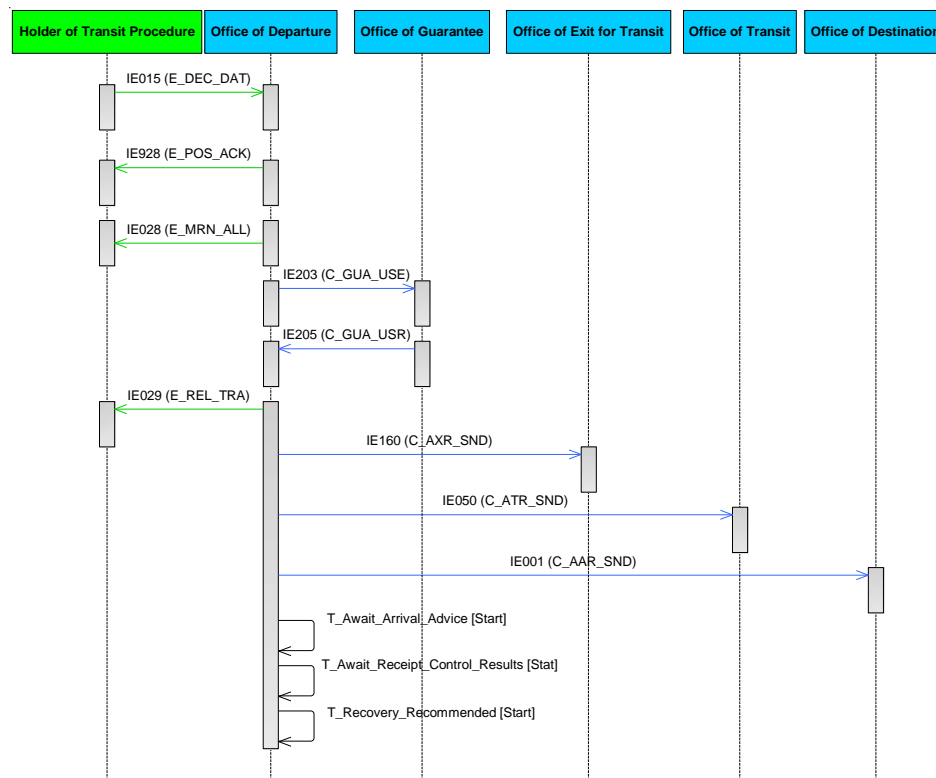 Holder of Transit Procedure
Office of Departure
Office of Guarantee
Office of Exit for Transit
Office of Transit
Office of Destination
IE015 (E_DEC_DAT)
IE928 (E_POS_ACK)
IE028 (E_MRN_ALL)
IE203 (C_GUA_USE)
IE205 (C_GUA_USR)
IE029 (E_REL_TRA)
IE160 (C_AXR_SND)
IE050 (C_ATR_SND)
IE001 (C_AAR_SND)
T_Await_Arrival_Advice [Start]
T_Await_Receipt_Control_Results [Stat]
T_Recovery_Recommended [Start]